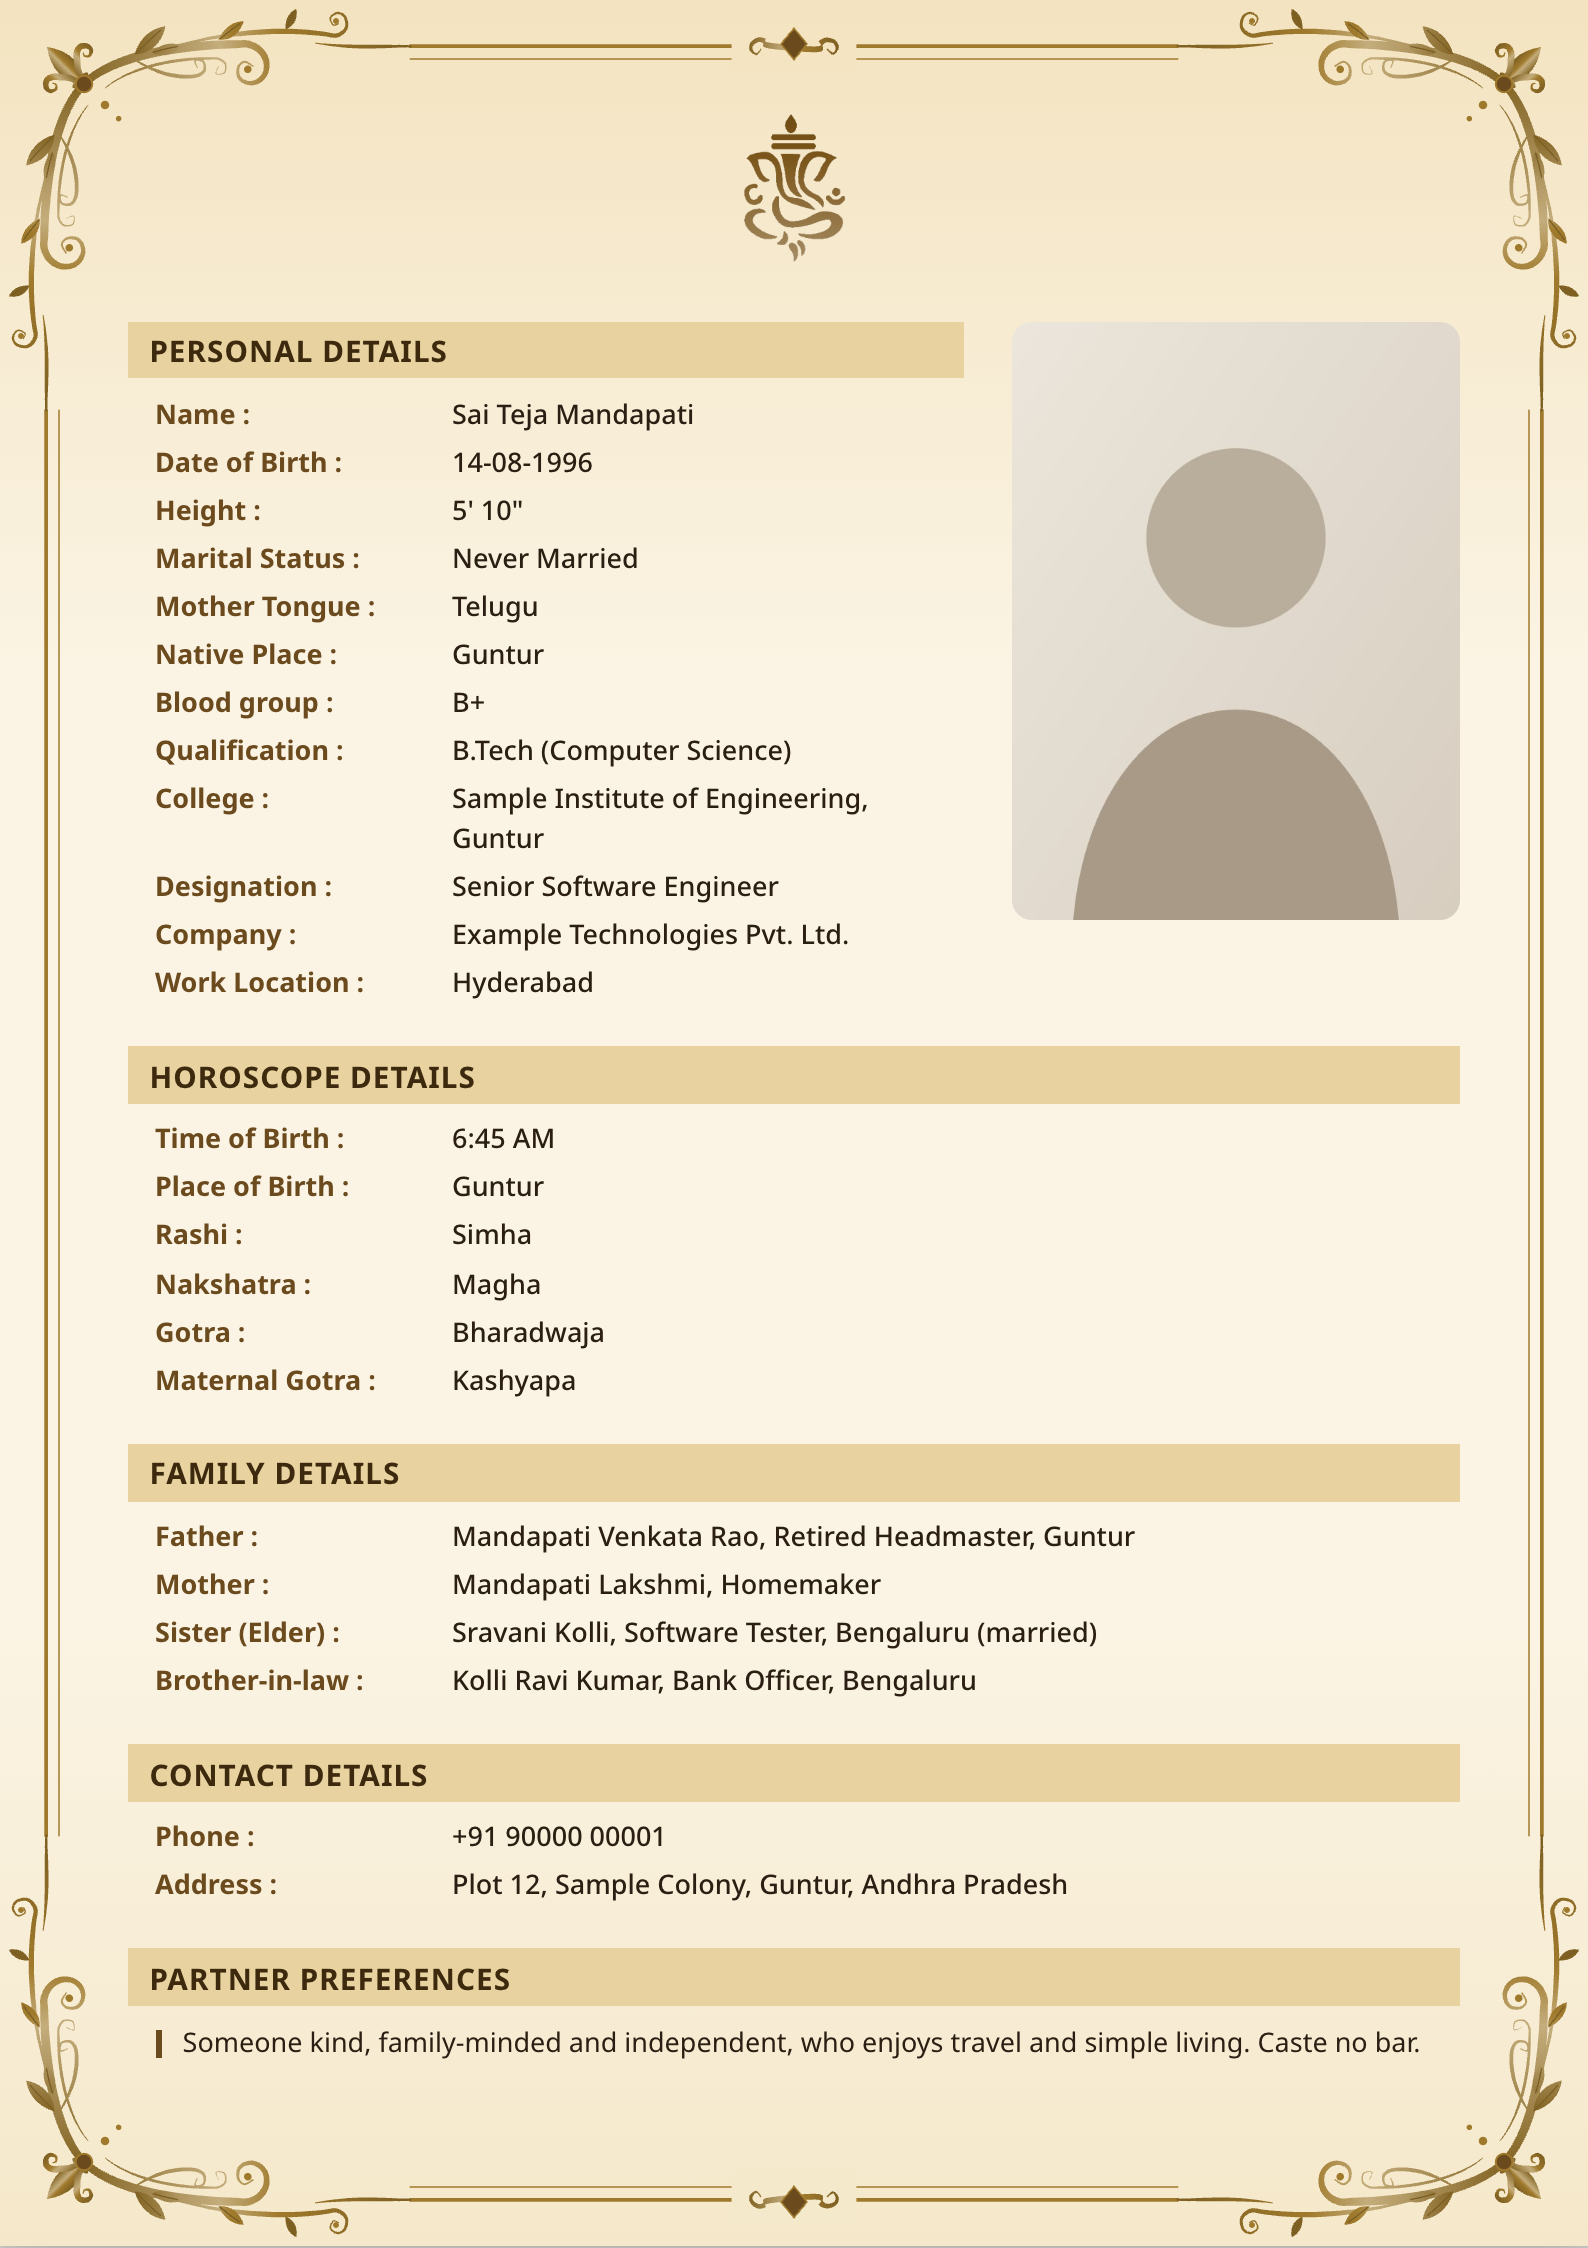 PERSONAL DETAILS
Name : Sai Teja Mandapati
Date of Birth : 14-08-1996
Height : 5' 10"
Marital Status : Never Married
Mother Tongue : Telugu
Native Place : Guntur
Blood group : B+
Qualification : B.Tech (Computer Science)
College : Sample Institute of Engineering,
Guntur
Designation : Senior Software Engineer
Company : Example Technologies Pvt. Ltd.
Work Location : Hyderabad
HOROSCOPE DETAILS
Time of Birth : 6:45 AM
Place of Birth : Guntur
Rashi : Simha
Nakshatra : Magha
Gotra : Bharadwaja
Maternal Gotra : Kashyapa
FAMILY DETAILS
Father : Mandapati Venkata Rao, Retired Headmaster, Guntur
Mother : Mandapati Lakshmi, Homemaker
Sister (Elder) : Sravani Kolli, Software Tester, Bengaluru (married)
Brother-in-law : Kolli Ravi Kumar, Bank Officer, Bengaluru
CONTACT DETAILS
Phone : +91 90000 00001
Address : Plot 12, Sample Colony, Guntur, Andhra Pradesh
PARTNER PREFERENCES
Someone kind, family-minded and independent, who enjoys travel and simple living. Caste no bar.